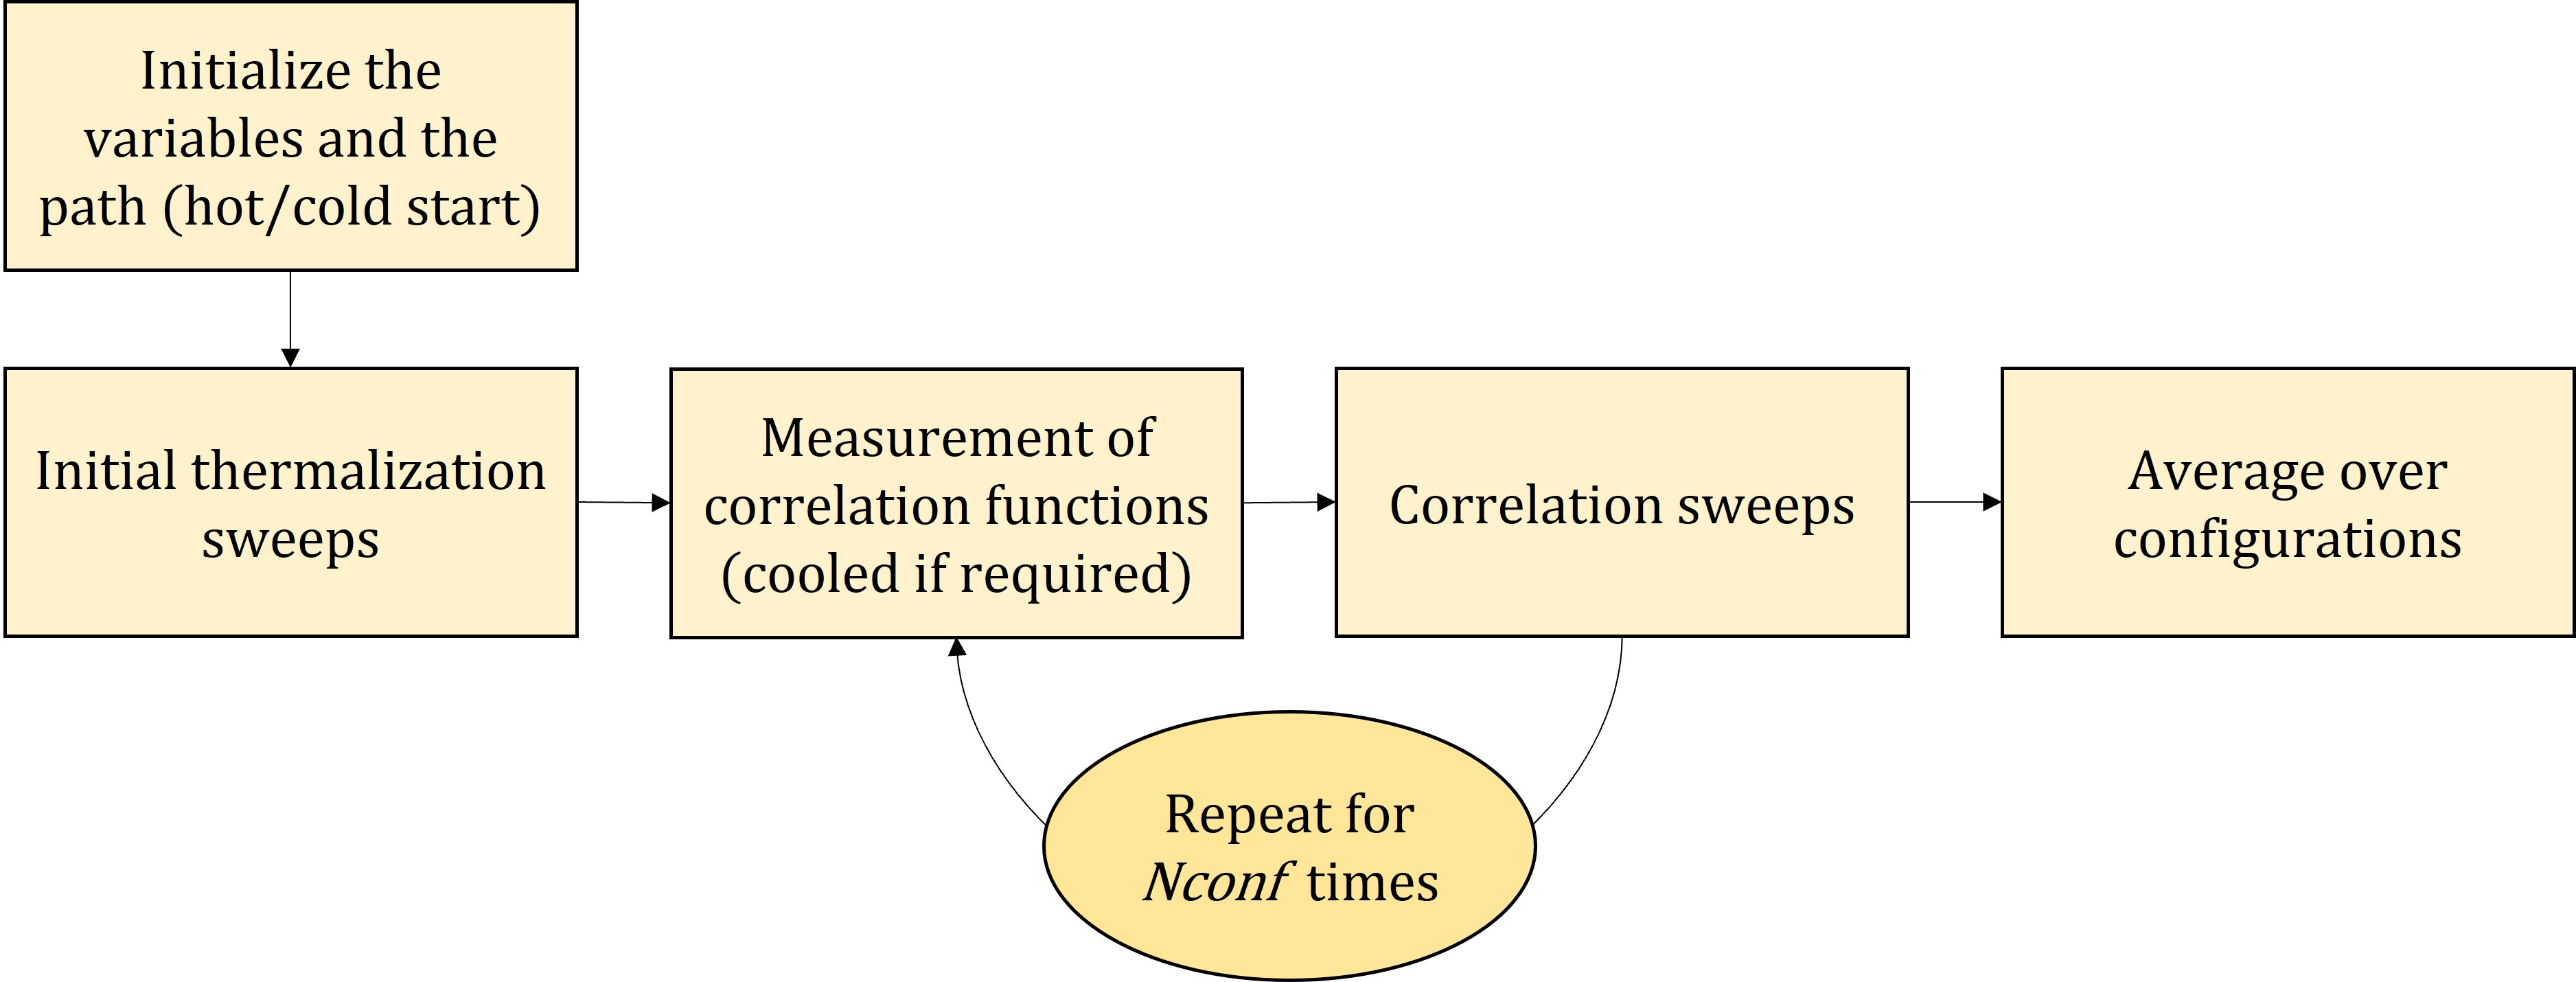 Initialize the
variables and the
path (hot/cold start)
Initial thermalization
sweeps
Measurement of
correlation functions
(cooled if required)
Correlation sweeps
Average over
configurations
Repeat for
Nconf times